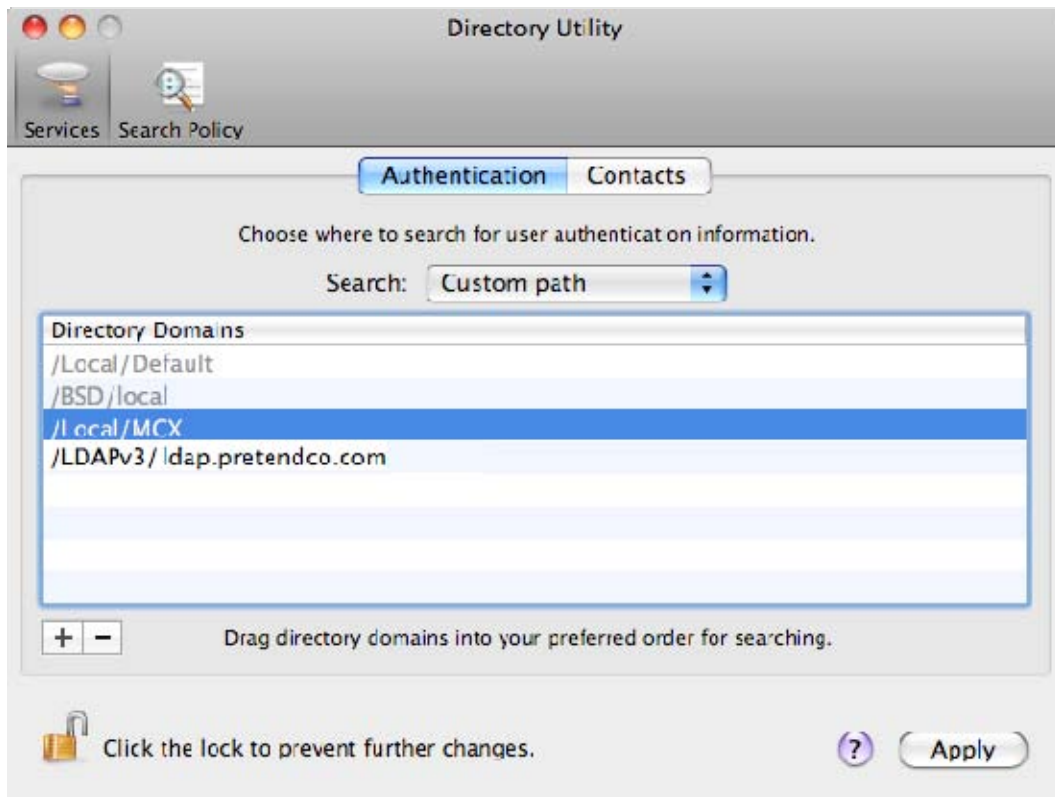 Directory Utility
Services Search Policy
Authentication Contacts
Choose where to search for user authentication information.
Search: Custom path
Directory Domains
/Local/Default
/BSD/local
/Local/MCX
/LDAPv3/ ldap.pretendco.com
+ −
Drag directory domains into your preferred order for searching.
Click the lock to prevent further changes.
? Apply